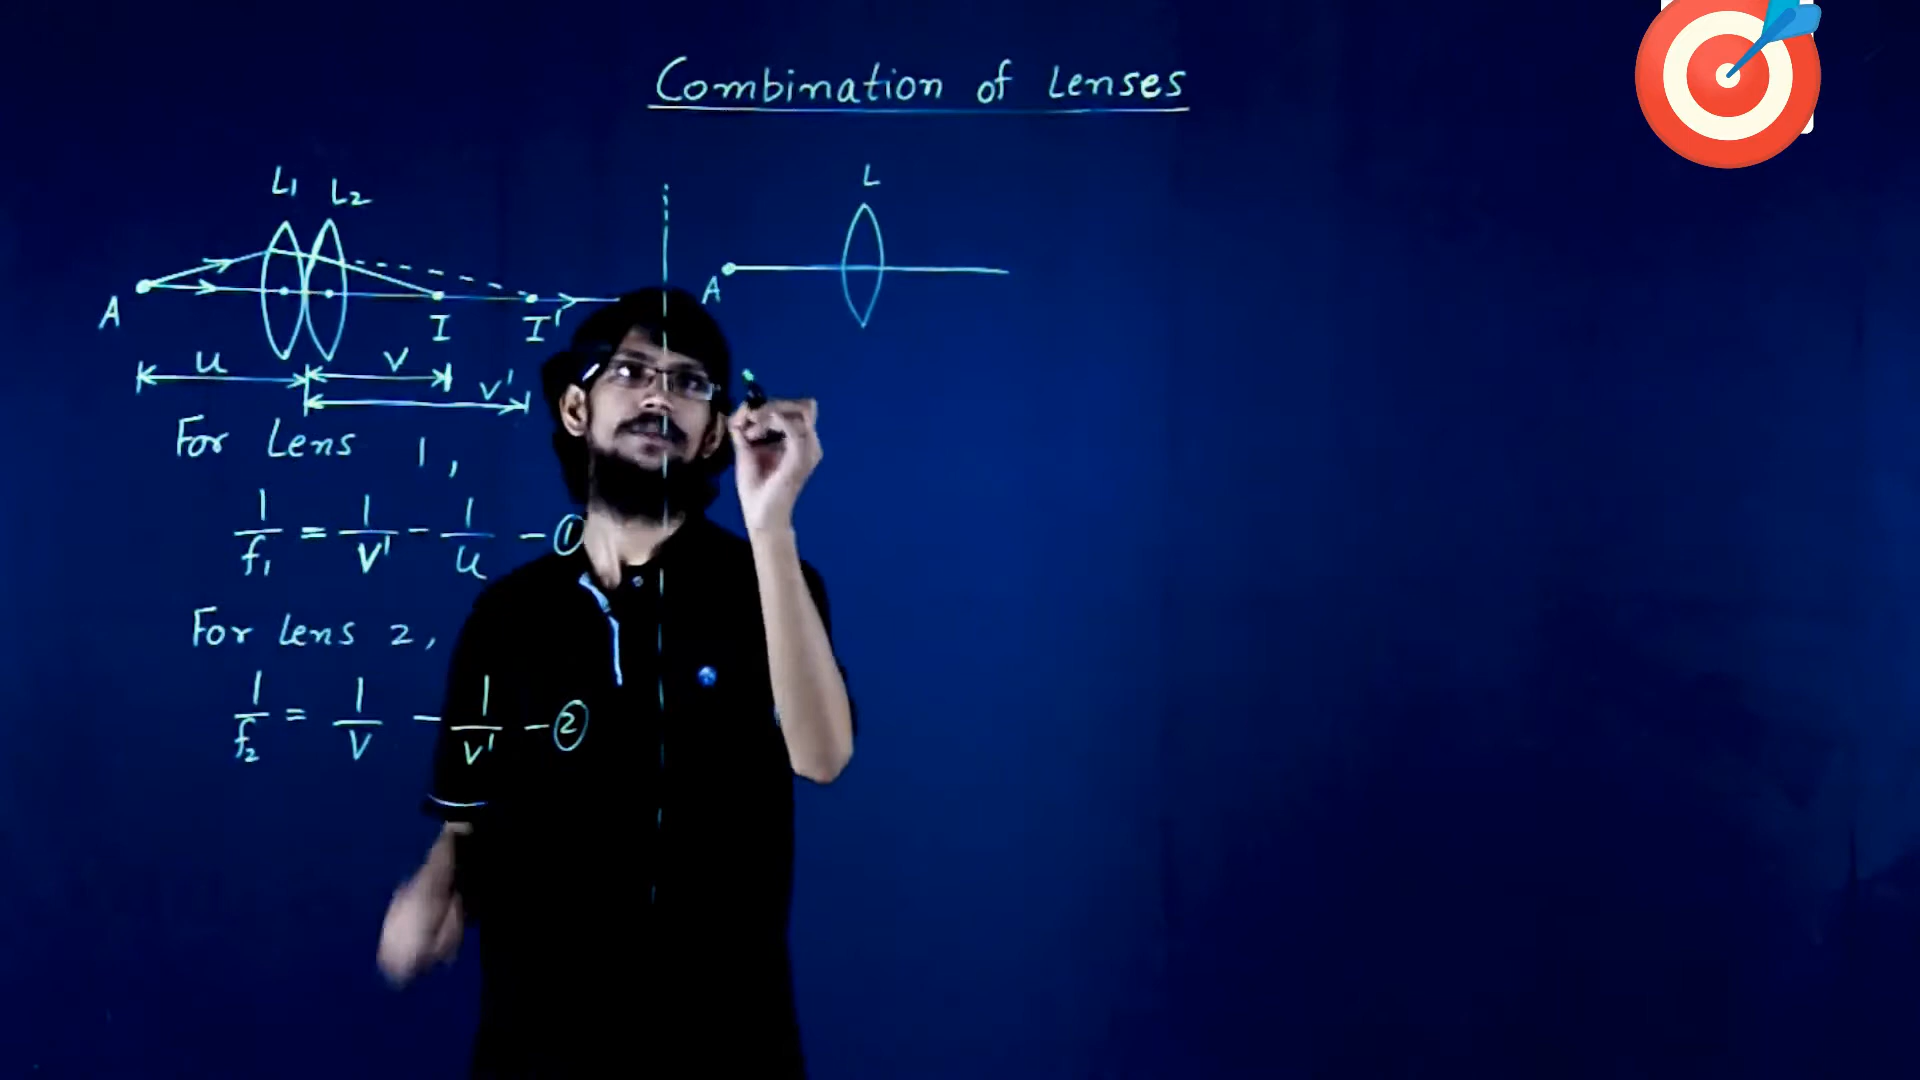 Combination of Lenses
L1 L2
A I I'
u v
v'
For Lens 1,
1/f1 = 1/v' - 1/u - ①
For Lens 2,
1/f2 = 1/v - 1/v' - ②
L
A